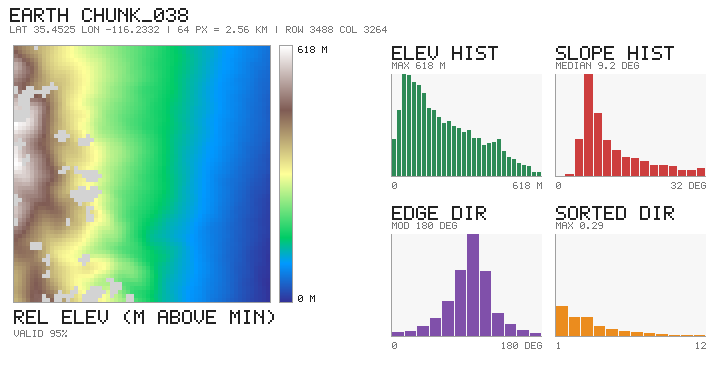 EARTH CHUNK_038
LAT 35.4525 LON -116.2332 | 64 PX = 2.56 KM | ROW 3488 COL 3264
618 M
0 M
REL ELEV (M ABOVE MIN)
VALID 95%
ELEV HIST
MAX 618 M
0 618 M
SLOPE HIST
MEDIAN 9.2 DEG
0 32 DEG
EDGE DIR
MOD 180 DEG
0 180 DEG
SORTED DIR
MAX 0.29
1 12